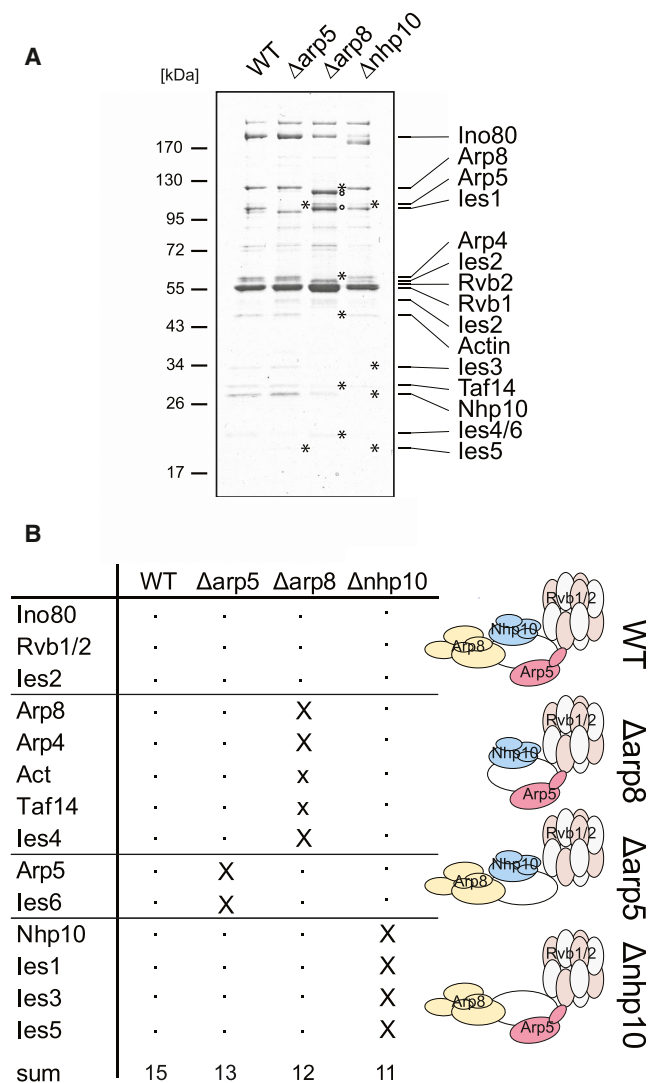 A
WT Δarp5 Δarp8 Δnhp10
[kDa]
170
130
95
72
55
43
34
26
17
*
°
*
*
°
*
*
*
*
*
*
*
*
Ino80
Arp8
Arp5
Ies1
Arp4
Ies2
Rvb2
Rvb1
Ies2
Actin
Ies3
Taf14
Nhp10
Ies4/6
Ies5
B
WT Δarp5 Δarp8 Δnhp10
Ino80 . . . .
Rvb1/2 . . . .
Ies2 . . . .
Arp8 . . X .
Arp4 . . X .
Act . . x .
Taf14 . . x .
Ies4 . . X .
Arp5 . X . .
Ies6 . X . .
Nhp10 . . . X
Ies1 . . . X
Ies3 . . . X
Ies5 . . . X
sum 15 13 12 11
Rvb1/2
Nhp10
Arp8
Arp5
WT
Rvb1/2
Nhp10
Arp5
Δarp8
Rvb1/2
Nhp10
Arp8
Δarp5
Rvb1/2
Arp8
Arp5
Δnhp10